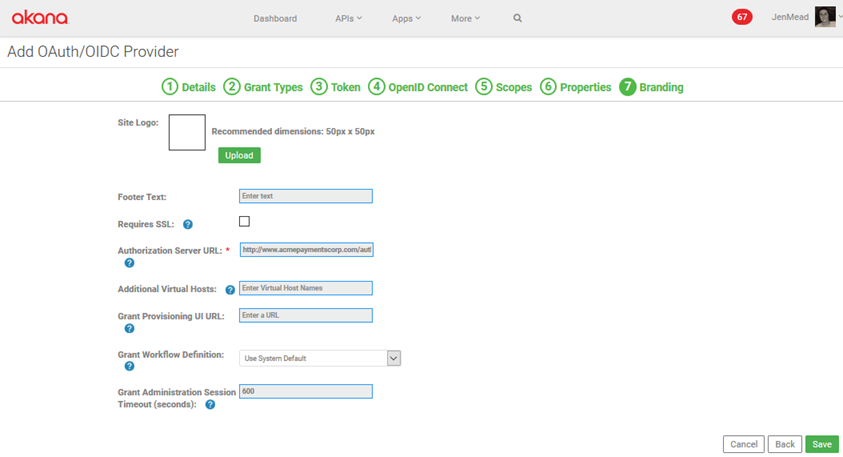 akana
Dashboard APIs Apps More 67 JenMead
Add OAuth/OIDC Provider
1 Details 2 Grant Types 3 Token 4 OpenID Connect 5 Scopes 6 Properties 7 Branding
Site Logo:
Recommended dimensions: 50px x 50px
Upload
Footer Text: Enter text
Requires SSL: ?
Authorization Server URL: * http://www.acmepaymentscorp.com/aut
?
Additional Virtual Hosts: ? Enter Virtual Host Names
Grant Provisioning UI URL: Enter a URL
?
Grant Workflow Definition: Use System Default
?
Grant Administration Session 600
Timeout (seconds): ?
Cancel Back Save